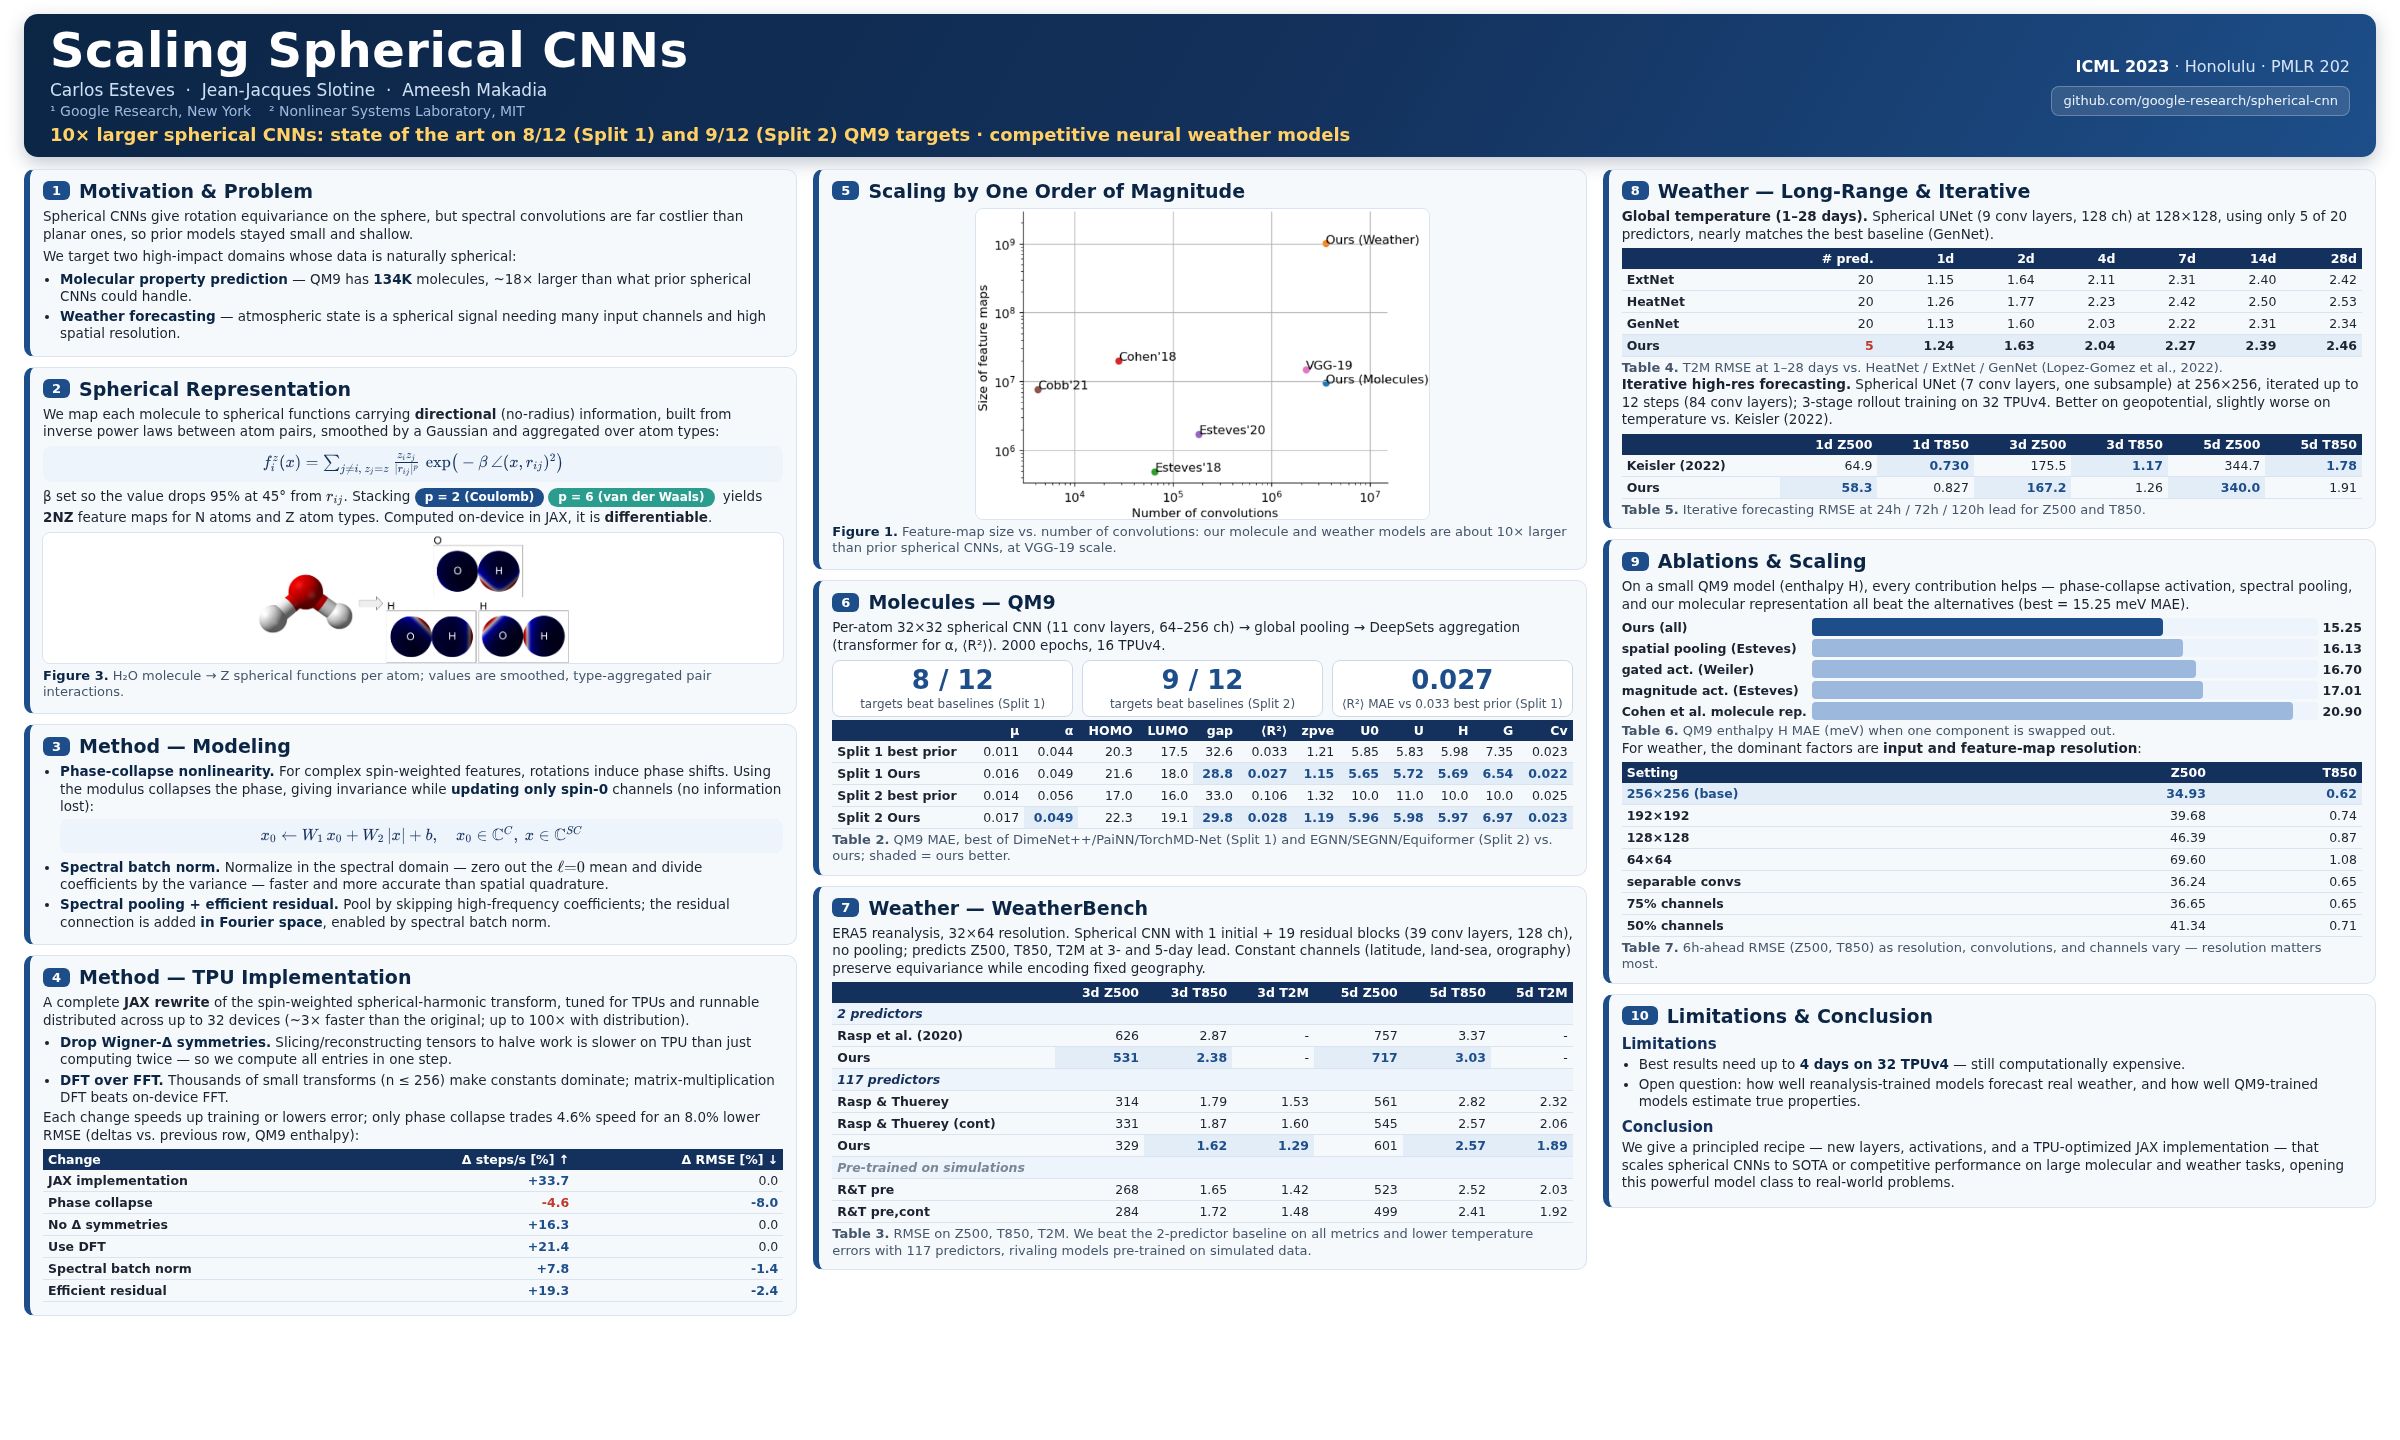 Scaling Spherical CNNs
Carlos Esteves · Jean-Jacques Slotine · Ameesh Makadia
¹ Google Research, New York ² Nonlinear Systems Laboratory, MIT
10× larger spherical CNNs: state of the art on 8/12 (Split 1) and 9/12 (Split 2) QM9 targets · competitive neural weather models
ICML 2023 · Honolulu · PMLR 202
github.com/google-research/spherical-cnn
1 Motivation & Problem
Spherical CNNs give rotation equivariance on the sphere, but spectral convolutions are far costlier than
planar ones, so prior models stayed small and shallow.
We target two high-impact domains whose data is naturally spherical:
• Molecular property prediction — QM9 has 134K molecules, ~18× larger than what prior spherical
CNNs could handle.
• Weather forecasting — atmospheric state is a spherical signal needing many input channels and high
spatial resolution.
2 Spherical Representation
We map each molecule to spherical functions carrying directional (no-radius) information, built from
inverse power laws between atom pairs, smoothed by a Gaussian and aggregated over atom types:
f_i^z(x) = ∑_{j≠i, z_j=z} z_i z_j / |r_ij|^p exp(− β ∠(x, r_ij)²)
β set so the value drops 95% at 45° from r_ij. Stacking p = 2 (Coulomb) p = 6 (van der Waals) yields
2NZ feature maps for N atoms and Z atom types. Computed on-device in JAX, it is differentiable.
O
O H
H H
O H O H
Figure 3. H₂O molecule → Z spherical functions per atom; values are smoothed, type-aggregated pair
interactions.
3 Method — Modeling
• Phase-collapse nonlinearity. For complex spin-weighted features, rotations induce phase shifts. Using
the modulus collapses the phase, giving invariance while updating only spin-0 channels (no information
lost):
x₀ ← W₁ x₀ + W₂ |x| + b, x₀ ∈ ℂ^C, x ∈ ℂ^SC
• Spectral batch norm. Normalize in the spectral domain — zero out the ℓ=0 mean and divide
coefficients by the variance — faster and more accurate than spatial quadrature.
• Spectral pooling + efficient residual. Pool by skipping high-frequency coefficients; the residual
connection is added in Fourier space, enabled by spectral batch norm.
4 Method — TPU Implementation
A complete JAX rewrite of the spin-weighted spherical-harmonic transform, tuned for TPUs and runnable
distributed across up to 32 devices (~3× faster than the original; up to 100× with distribution).
• Drop Wigner-Δ symmetries. Slicing/reconstructing tensors to halve work is slower on TPU than just
computing twice — so we compute all entries in one step.
• DFT over FFT. Thousands of small transforms (n ≤ 256) make constants dominate; matrix-multiplication
DFT beats on-device FFT.
Each change speeds up training or lowers error; only phase collapse trades 4.6% speed for an 8.0% lower
RMSE (deltas vs. previous row, QM9 enthalpy):
Change Δ steps/s [%] ↑ Δ RMSE [%] ↓
JAX implementation +33.7 0.0
Phase collapse -4.6 -8.0
No Δ symmetries +16.3 0.0
Use DFT +21.4 0.0
Spectral batch norm +7.8 -1.4
Efficient residual +19.3 -2.4
5 Scaling by One Order of Magnitude
Size of feature maps
10⁹
10⁸
10⁷
10⁶
Ours (Weather)
Cohen'18
VGG-19
Ours (Molecules)
Cobb'21
Esteves'20
Esteves'18
10⁴ 10⁵ 10⁶ 10⁷
Number of convolutions
Figure 1. Feature-map size vs. number of convolutions: our molecule and weather models are about 10× larger
than prior spherical CNNs, at VGG-19 scale.
6 Molecules — QM9
Per-atom 32×32 spherical CNN (11 conv layers, 64–256 ch) → global pooling → DeepSets aggregation
(transformer for α, ⟨R²⟩). 2000 epochs, 16 TPUv4.
8 / 12
targets beat baselines (Split 1)
9 / 12
targets beat baselines (Split 2)
0.027
⟨R²⟩ MAE vs 0.033 best prior (Split 1)
μ α HOMO LUMO gap ⟨R²⟩ zpve U0 U H G Cv
Split 1 best prior 0.011 0.044 20.3 17.5 32.6 0.033 1.21 5.85 5.83 5.98 7.35 0.023
Split 1 Ours 0.016 0.049 21.6 18.0 28.8 0.027 1.15 5.65 5.72 5.69 6.54 0.022
Split 2 best prior 0.014 0.056 17.0 16.0 33.0 0.106 1.32 10.0 11.0 10.0 10.0 0.025
Split 2 Ours 0.017 0.049 22.3 19.1 29.8 0.028 1.19 5.96 5.98 5.97 6.97 0.023
Table 2. QM9 MAE, best of DimeNet++/PaiNN/TorchMD-Net (Split 1) and EGNN/SEGNN/Equiformer (Split 2) vs.
ours; shaded = ours better.
7 Weather — WeatherBench
ERA5 reanalysis, 32×64 resolution. Spherical CNN with 1 initial + 19 residual blocks (39 conv layers, 128 ch),
no pooling; predicts Z500, T850, T2M at 3- and 5-day lead. Constant channels (latitude, land-sea, orography)
preserve equivariance while encoding fixed geography.
3d Z500 3d T850 3d T2M 5d Z500 5d T850 5d T2M
2 predictors
Rasp et al. (2020) 626 2.87 - 757 3.37 -
Ours 531 2.38 - 717 3.03 -
117 predictors
Rasp & Thuerey 314 1.79 1.53 561 2.82 2.32
Rasp & Thuerey (cont) 331 1.87 1.60 545 2.57 2.06
Ours 329 1.62 1.29 601 2.57 1.89
Pre-trained on simulations
R&T pre 268 1.65 1.42 523 2.52 2.03
R&T pre,cont 284 1.72 1.48 499 2.41 1.92
Table 3. RMSE on Z500, T850, T2M. We beat the 2-predictor baseline on all metrics and lower temperature
errors with 117 predictors, rivaling models pre-trained on simulated data.
8 Weather — Long-Range & Iterative
Global temperature (1–28 days). Spherical UNet (9 conv layers, 128 ch) at 128×128, using only 5 of 20
predictors, nearly matches the best baseline (GenNet).
# pred. 1d 2d 4d 7d 14d 28d
ExtNet 20 1.15 1.64 2.11 2.31 2.40 2.42
HeatNet 20 1.26 1.77 2.23 2.42 2.50 2.53
GenNet 20 1.13 1.60 2.03 2.22 2.31 2.34
Ours 5 1.24 1.63 2.04 2.27 2.39 2.46
Table 4. T2M RMSE at 1–28 days vs. HeatNet / ExtNet / GenNet (Lopez-Gomez et al., 2022).
Iterative high-res forecasting. Spherical UNet (7 conv layers, one subsample) at 256×256, iterated up to
12 steps (84 conv layers); 3-stage rollout training on 32 TPUv4. Better on geopotential, slightly worse on
temperature vs. Keisler (2022).
1d Z500 1d T850 3d Z500 3d T850 5d Z500 5d T850
Keisler (2022) 64.9 0.730 175.5 1.17 344.7 1.78
Ours 58.3 0.827 167.2 1.26 340.0 1.91
Table 5. Iterative forecasting RMSE at 24h / 72h / 120h lead for Z500 and T850.
9 Ablations & Scaling
On a small QM9 model (enthalpy H), every contribution helps — phase-collapse activation, spectral pooling,
and our molecular representation all beat the alternatives (best = 15.25 meV MAE).
Ours (all) 15.25
spatial pooling (Esteves) 16.13
gated act. (Weiler) 16.70
magnitude act. (Esteves) 17.01
Cohen et al. molecule rep. 20.90
Table 6. QM9 enthalpy H MAE (meV) when one component is swapped out.
For weather, the dominant factors are input and feature-map resolution:
Setting Z500 T850
256×256 (base) 34.93 0.62
192×192 39.68 0.74
128×128 46.39 0.87
64×64 69.60 1.08
separable convs 36.24 0.65
75% channels 36.65 0.65
50% channels 41.34 0.71
Table 7. 6h-ahead RMSE (Z500, T850) as resolution, convolutions, and channels vary — resolution matters
most.
10 Limitations & Conclusion
Limitations
• Best results need up to 4 days on 32 TPUv4 — still computationally expensive.
• Open question: how well reanalysis-trained models forecast real weather, and how well QM9-trained
models estimate true properties.
Conclusion
We give a principled recipe — new layers, activations, and a TPU-optimized JAX implementation — that
scales spherical CNNs to SOTA or competitive performance on large molecular and weather tasks, opening
this powerful model class to real-world problems.